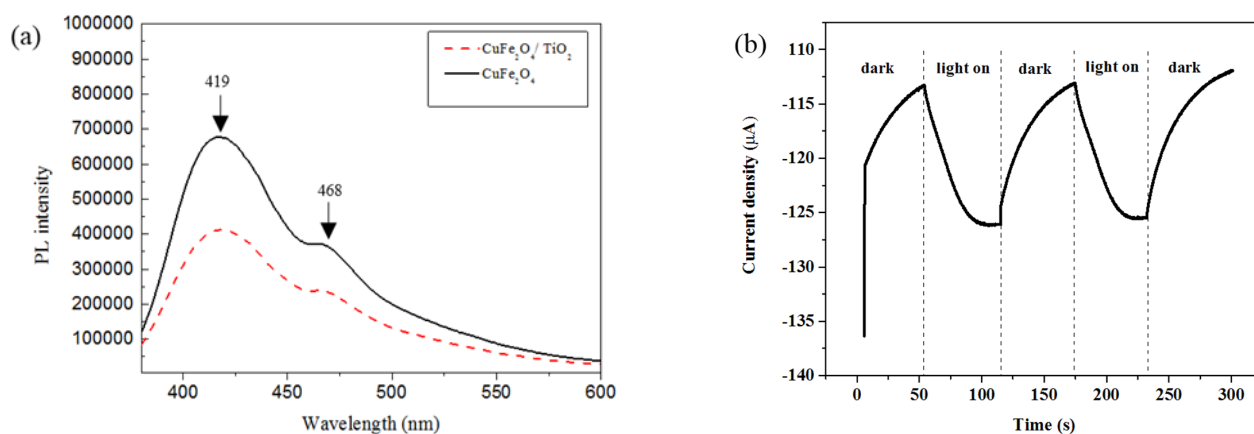 (a)
1000000
900000
800000
700000
600000
500000
400000
300000
200000
100000
PL intensity
400
450
500
550
600
Wavelength (nm)
419
468
CuFe₂O₄/ TiO₂
CuFe₂O₄
(b)
-110
-115
-120
-125
-130
-135
-140
Current density (μA)
0
50
100
150
200
250
300
Time (s)
dark
light on
dark
light on
dark